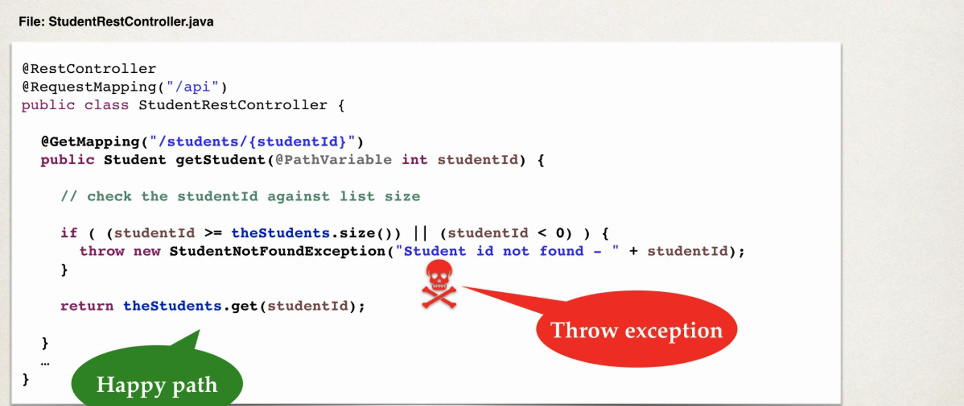 File: StudentRestController.java
@RestController
@RequestMapping("/api")
public class StudentRestController {
@GetMapping("/students/{studentId}")
public Student getStudent(@PathVariable int studentId) {
// check the studentId against list size
if ( (studentId >= theStudents.size()) || (studentId < 0) ) {
throw new StudentNotFoundException("Student id not found - " + studentId);
}
return theStudents.get(studentId);
Throw exception
}
…
Happy path
}